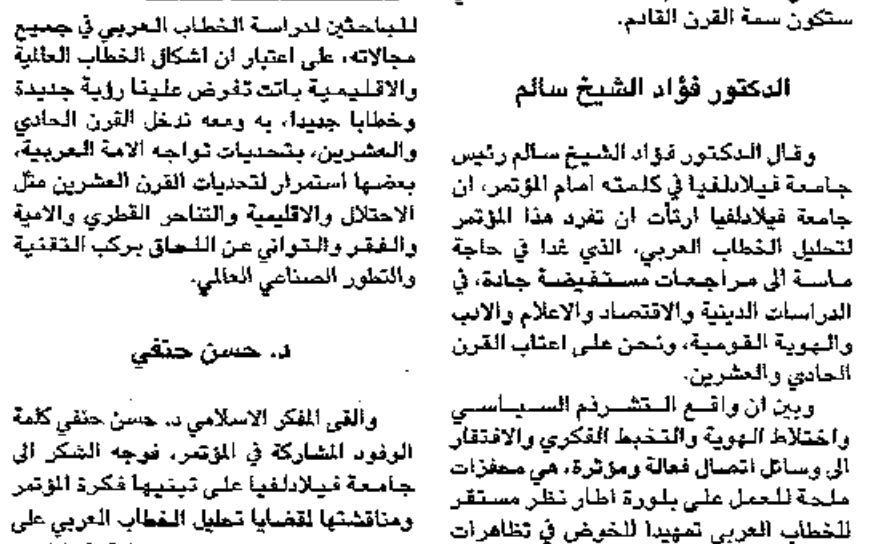 ستكون سمة القرن القادم.
الدكتور فؤاد الشيخ سالم
وقال الدكتور فؤاد الشيخ سالم رئيس
جامعة فيلادلفيا في كلمته امام المؤتمر، ان
جامعة فيلادلفيا ارتأت ان تفرد هذا المؤتمر
لتحليل الخطاب العربي، الذي غدا في حاجة
ماسة الى مراجعات مستفيضة جادة، في
الدراسات الدينية والاقتصاد والاعلام والادب
والهوية القومية، ونحن على اعتاب القرن
الحادي والعشرين.
وبين ان واقع التشرذم السياسي
واختلاط الهوية والتخبط الفكري والافتقار
الى وسائل اتصال فعالة ومؤثرة، هي محفزات
ملحة للعمل على بلورة اطار نظر مستقر
للخطاب العربي تمهيدا للخوض في تظاهرات
للباحثين لدراسة الخطاب العربي في جميع
مجالاته، على اعتبار ان اشكال الخطاب العالمية
والاقليمية باتت تفرض علينا رؤية جديدة
وخطابا جديدا، به ومعه ندخل القرن الحادي
والعشرين، بتحديات تواجه الامة العربية،
بعضها استمرار لتحديات القرن العشرين مثل
الاحتلال والاقليمية والتناحر القطري والامية
والفقر والتواني عن اللحاق بركب التقنية
والتطور الصناعي العالمي.
د. حسن حنفي
والقى المفكر الاسلامي د. حسن حنفي كلمة
الوفود المشاركة في المؤتمر، فوجه الشكر الى
جامعة فيلادلفيا على تبنيها فكرة المؤتمر
ومناقشتها لقضايا تحليل الخطاب العربي على